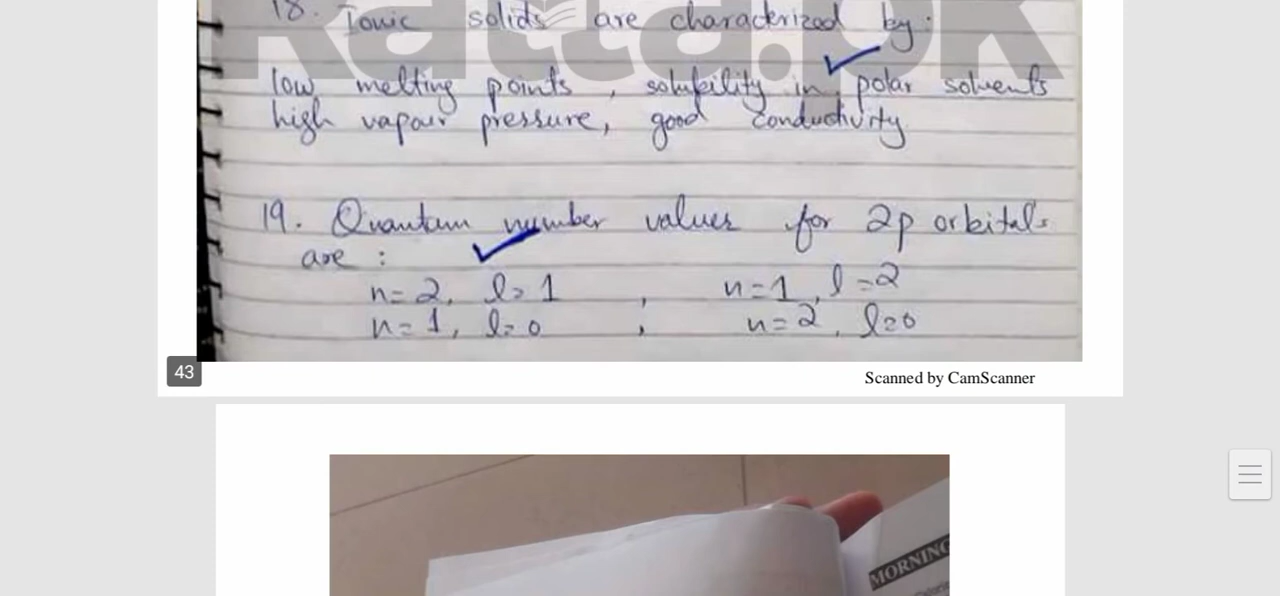 Ratta.pk
18. Ionic solids are characterized by:
low melting points, solubility in polar solvents
high vapour pressure, good conductivity.
19. Quantum number values for 2p orbitals
are :
n=2, l=1 , n=1, l=2
n=1, l=0 , n=2, l=0
43
Scanned by CamScanner
MORNING